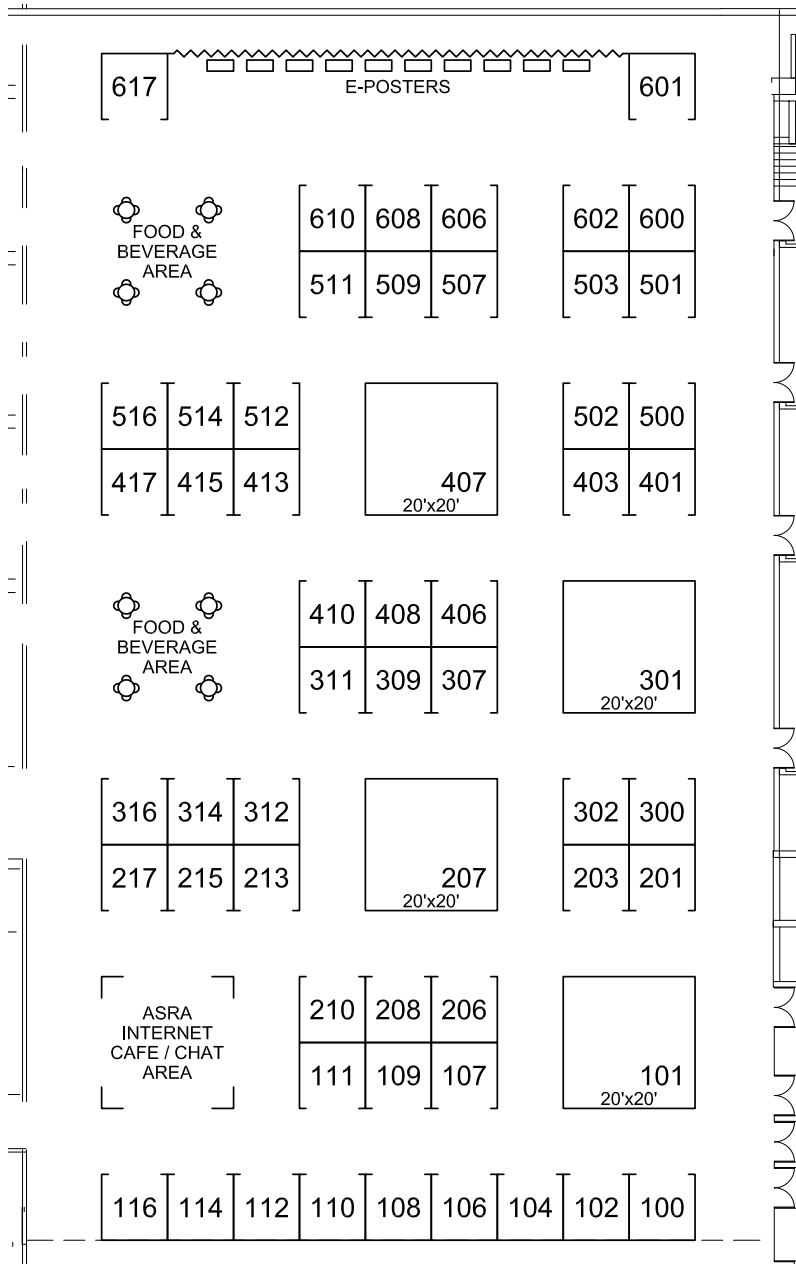 617 601
E-POSTERS
610 608 606 602 600
FOOD &
BEVERAGE
AREA
511 509 507 503 501
516 514 512 502 500
417 415 413 407 403 401
20'x20'
410 408 406
FOOD &
BEVERAGE
AREA
311 309 307 301
20'x20'
316 314 312 302 300
217 215 213 207 203 201
20'x20'
210 208 206
ASRA
INTERNET
CAFE / CHAT
AREA
111 109 107 101
20'x20'
116 114 112 110 108 106 104 102 100